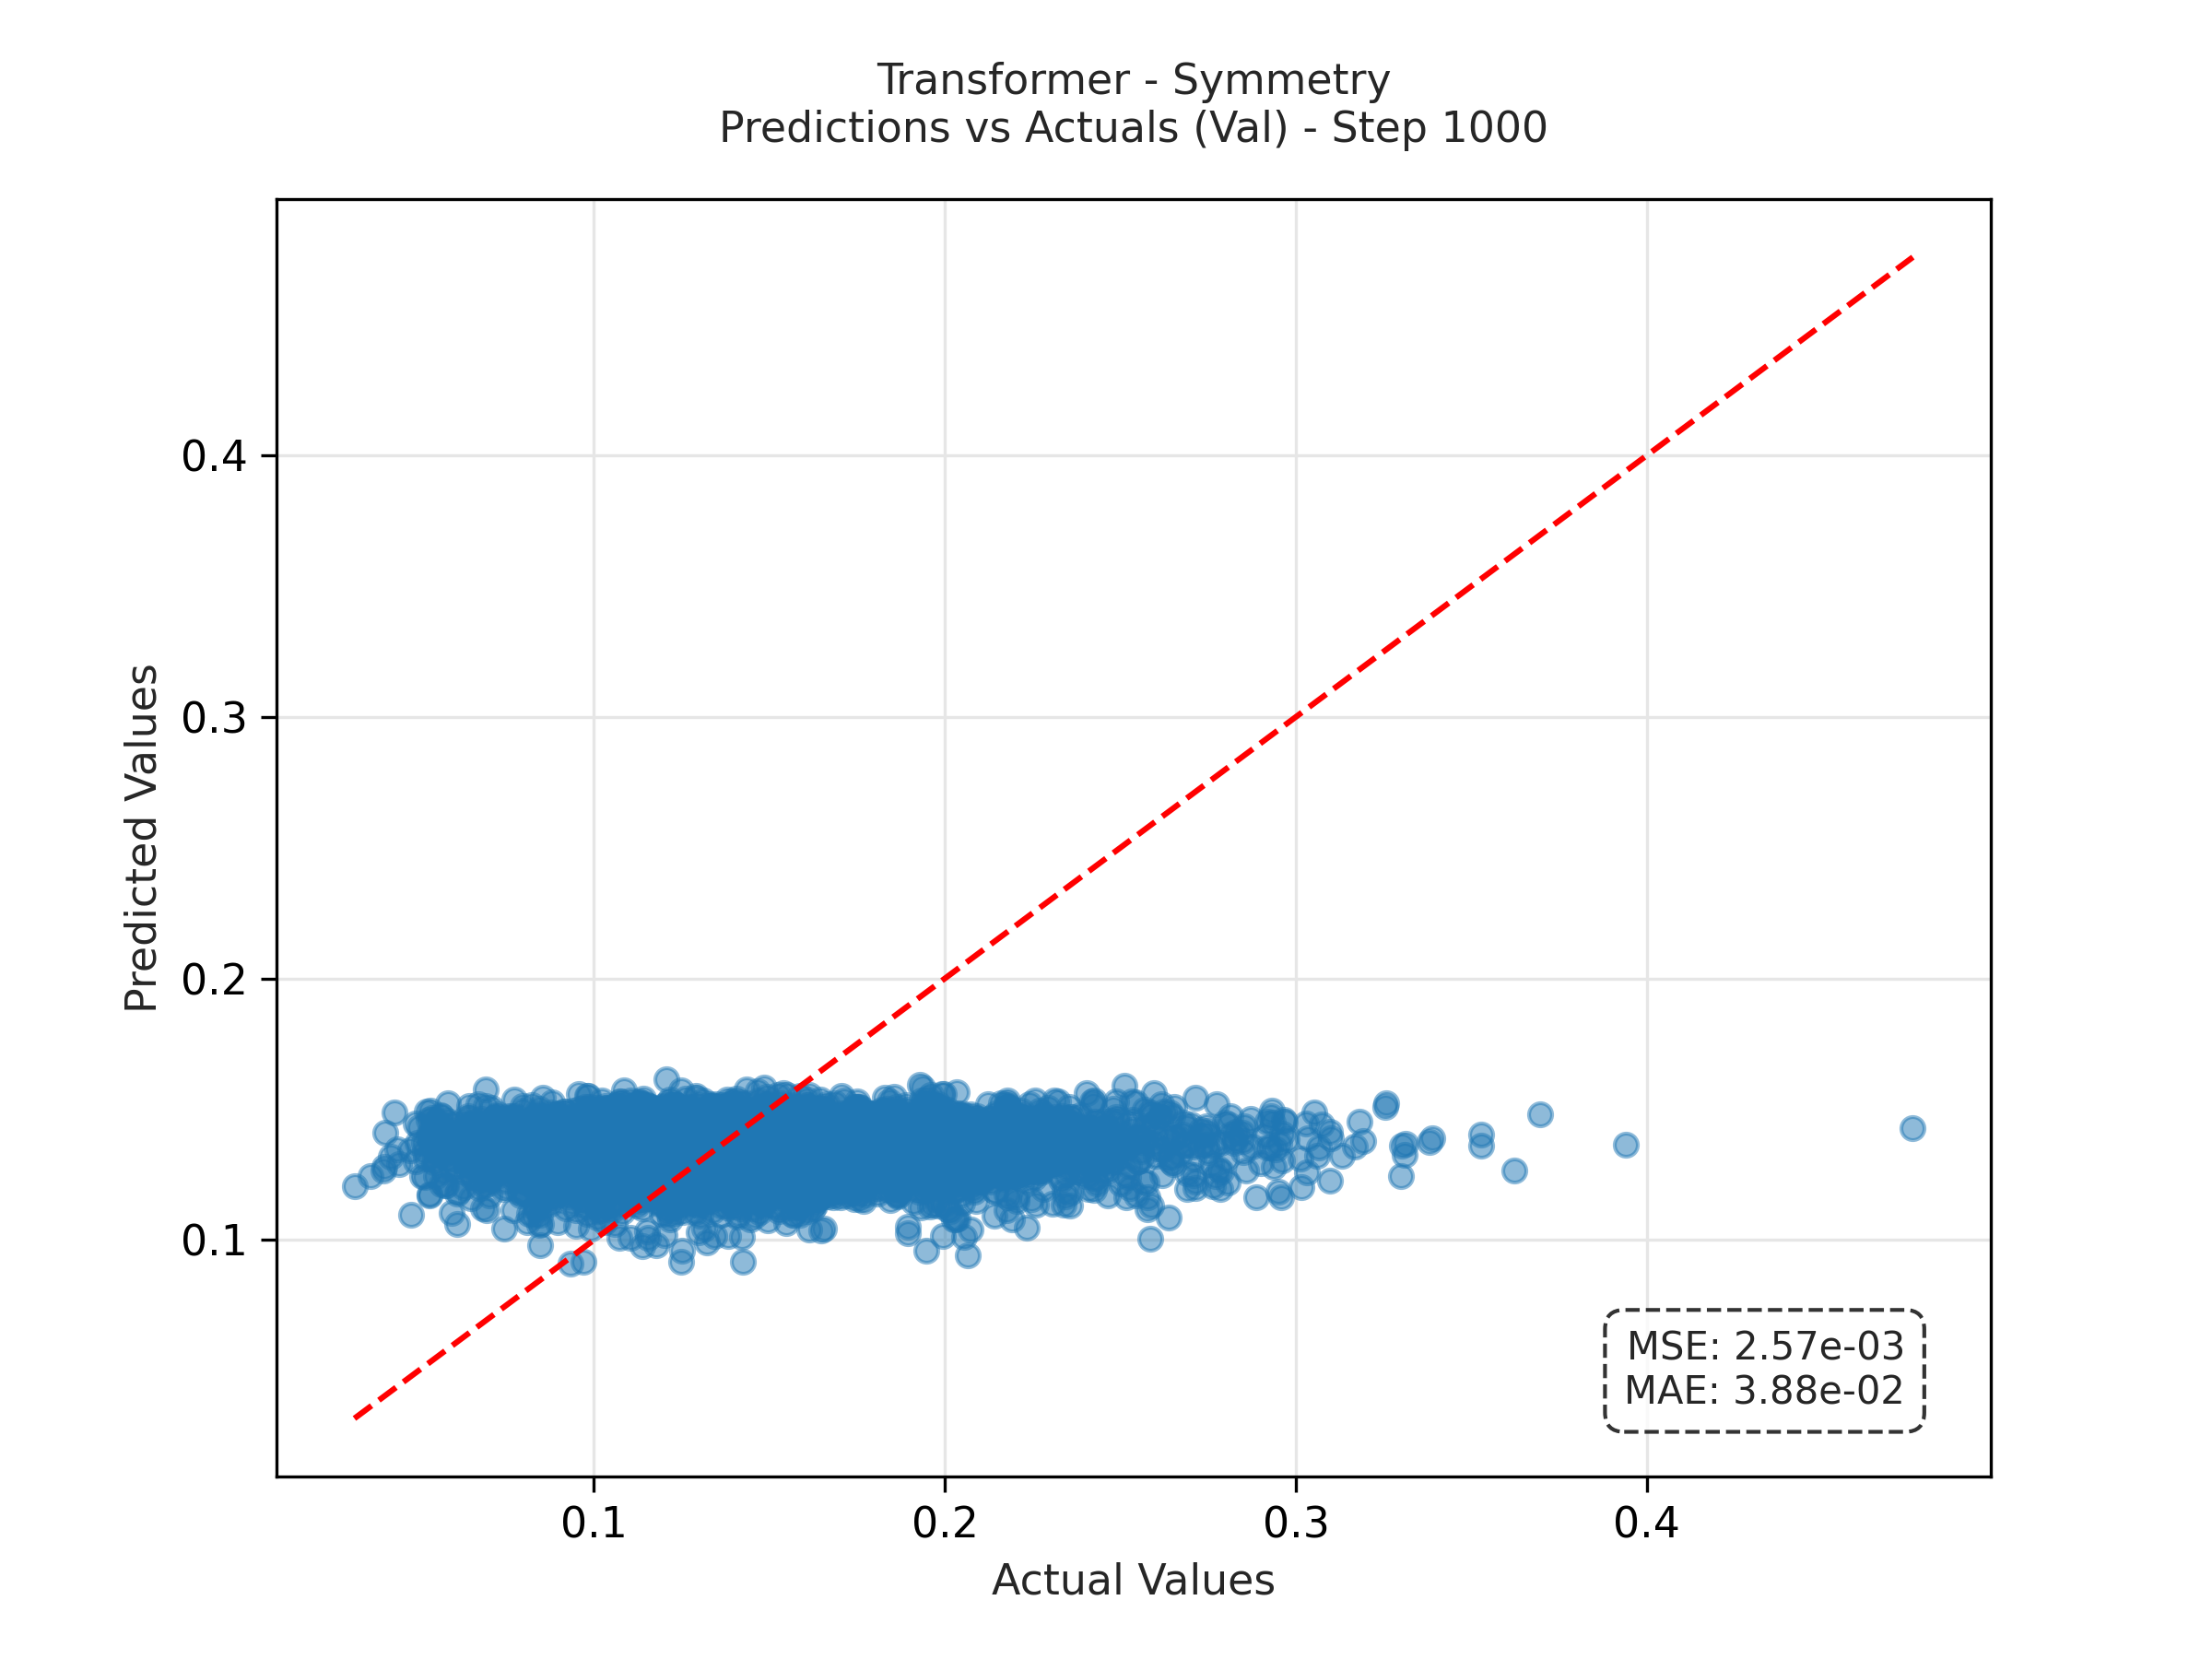 Transformer - Symmetry
Predictions vs Actuals (Val) - Step 1000
Predicted Values
0.4
0.3
0.2
0.1
MSE: 2.57e-03
MAE: 3.88e-02
0.1 0.2 0.3 0.4
Actual Values